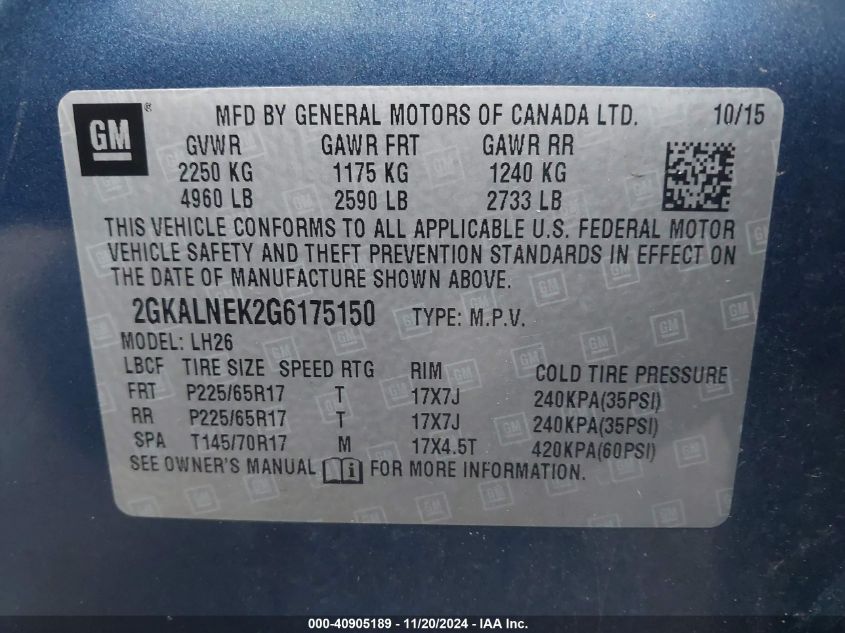 GM ® MFD BY GENERAL MOTORS OF CANADA LTD. 10/15
GVWR GAWR FRT GAWR RR
2250 KG 1175 KG 1240 KG
4960 LB 2590 LB 2733 LB
THIS VEHICLE CONFORMS TO ALL APPLICABLE U.S. FEDERAL MOTOR
VEHICLE SAFETY AND THEFT PREVENTION STANDARDS IN EFFECT ON
THE DATE OF MANUFACTURE SHOWN ABOVE.
2GKALNEK2G6175150 TYPE: M.P.V.
MODEL: LH26
LBCF TIRE SIZE SPEED RTG RIM COLD TIRE PRESSURE
FRT P225/65R17 T 17X7J 240KPA(35PSI)
RR P225/65R17 T 17X7J 240KPA(35PSI)
SPA T145/70R17 M 17X4.5T 420KPA(60PSI)
SEE OWNER'S MANUAL i FOR MORE INFORMATION.
000-40905189 - 11/20/2024 - IAA Inc.